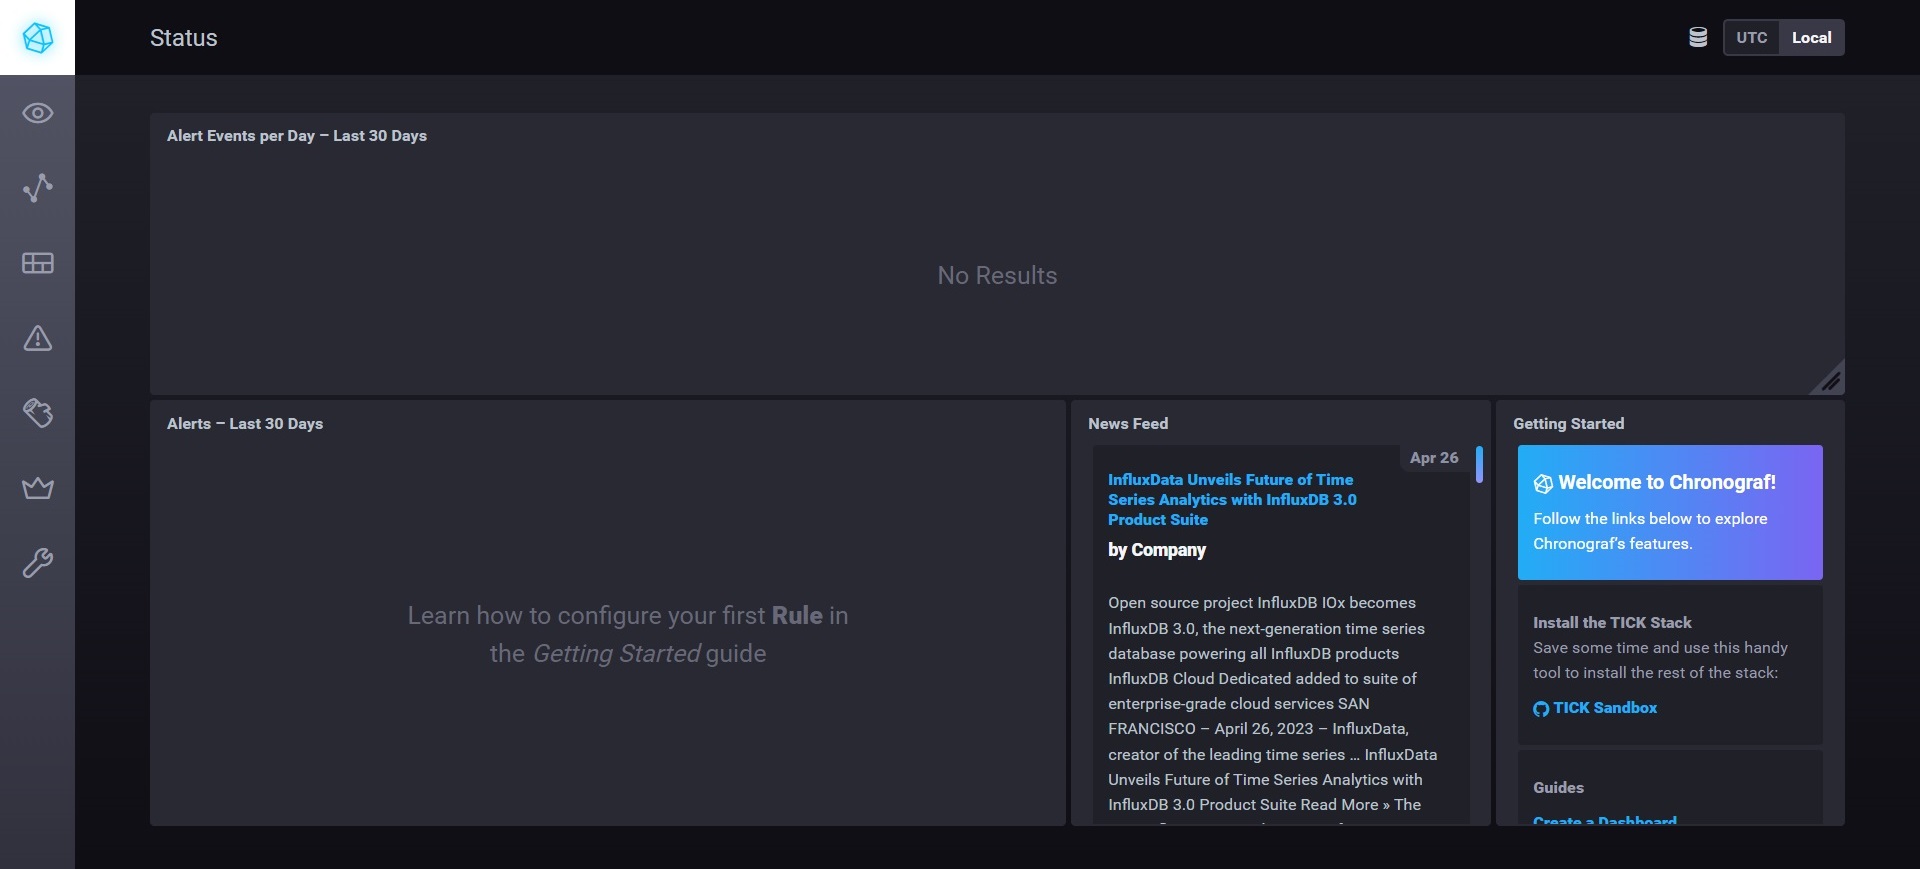 Status
UTC
Local
Alert Events per Day – Last 30 Days
No Results
Alerts – Last 30 Days
Learn how to configure your first Rule in
the Getting Started guide
News Feed
Apr 26
InfluxData Unveils Future of Time
Series Analytics with InfluxDB 3.0
Product Suite
by Company
Open source project InfluxDB IOx becomes
InfluxDB 3.0, the next-generation time series
database powering all InfluxDB products
InfluxDB Cloud Dedicated added to suite of
enterprise-grade cloud services SAN
FRANCISCO – April 26, 2023 – InfluxData,
creator of the leading time series … InfluxData
Unveils Future of Time Series Analytics with
InfluxDB 3.0 Product Suite Read More » The
Getting Started
Welcome to Chronograf!
Follow the links below to explore
Chronograf’s features.
Install the TICK Stack
Save some time and use this handy
tool to install the rest of the stack:
TICK Sandbox
Guides
Create a Dashboard